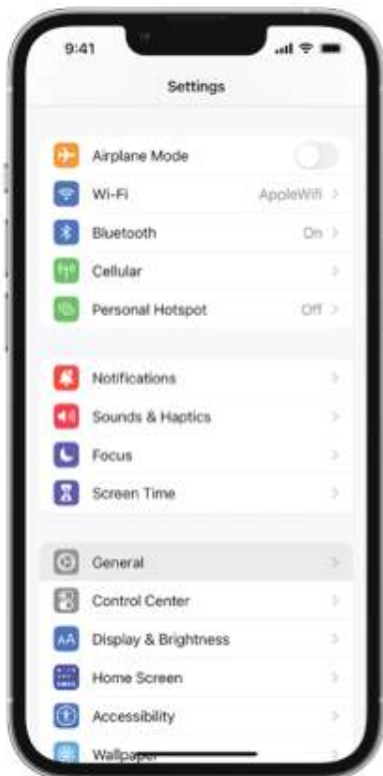 9:41
Settings
Airplane Mode
Wi-Fi AppleWifi
Bluetooth On
Cellular
Personal Hotspot Off
Notifications
Sounds & Haptics
Focus
Screen Time
General
Control Center
AA Display & Brightness
Home Screen
Accessibility
Wallpaper